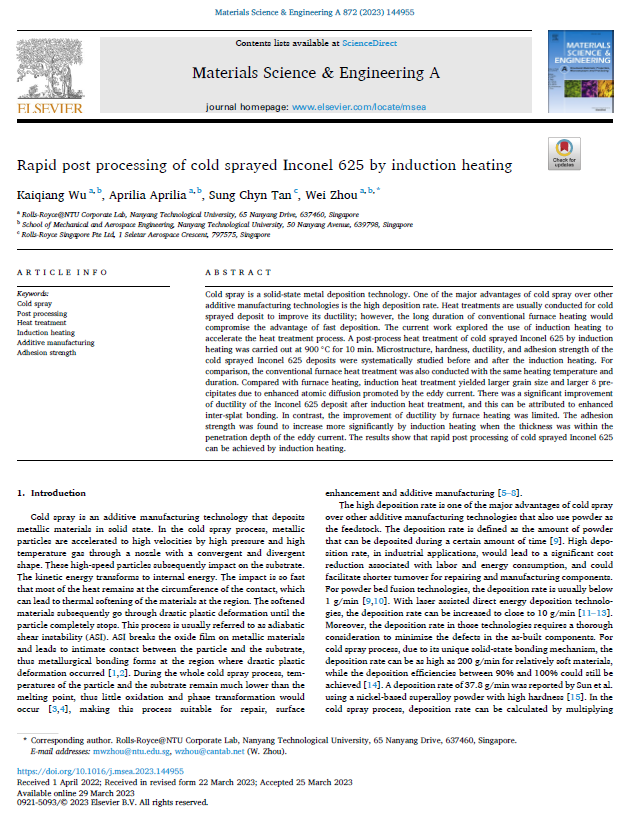 Materials Science & Engineering A 872 (2023) 144955
Contents lists available at ScienceDirect
Materials Science & Engineering A
journal homepage: www.elsevier.com/locate/msea
ELSEVIER
MATERIALS
SCIENCE &
ENGINEERING
Check for
updates
Rapid post processing of cold sprayed Inconel 625 by induction heating
Kaiqiang Wu a,b, Aprilia Aprilia a,b, Sung Chyn Tan c, Wei Zhou a,b,*
a Rolls-Royce@NTU Corporate Lab, Nanyang Technological University, 65 Nanyang Drive, 637460, Singapore
b School of Mechanical and Aerospace Engineering, Nanyang Technological University, 50 Nanyang Avenue, 639798, Singapore
c Rolls-Royce Singapore Pte Ltd, 1 Seletar Aerospace Crescent, 797575, Singapore
ARTICLE INFO
Keywords:
Cold spray
Post processing
Heat treatment
Induction heating
Additive manufacturing
Adhesion strength
ABSTRACT
Cold spray is a solid-state metal deposition technology. One of the major advantages of cold spray over other
additive manufacturing technologies is the high deposition rate. Heat treatments are usually conducted for cold
sprayed deposit to improve its ductility; however, the long duration of conventional furnace heating would
compromise the advantage of fast deposition. The current work explored the use of induction heating to
accelerate the heat treatment process. A post-process heat treatment of cold sprayed Inconel 625 by induction
heating was carried out at 900 °C for 10 min. Microstructure, hardness, ductility, and adhesion strength of
the cold sprayed Inconel 625 deposits were systematically studied before and after the induction heating. For
comparison, the conventional furnace heat treatment was also conducted with the same heating temperature and
duration. Compared with furnace heating, induction heat treatment yielded larger grain size and larger δ pre-
cipitates due to enhanced atomic diffusion promoted by the eddy current. There was a significant improvement
of ductility of the Inconel 625 deposit after induction heat treatment, and this can be attributed to enhanced
inter-splat bonding. In contrast, the improvement of ductility by furnace heating was limited. The adhesion
strength was found to increase more significantly by induction heating when the thickness was within the
penetration depth of the eddy current. The results show that rapid post processing of cold sprayed Inconel 625
can be achieved by induction heating.
1. Introduction
Cold spray is an additive manufacturing technology that deposits
metallic materials in solid state. In the cold spray process, metallic
particles are accelerated to high velocities by high pressure and high
temperature gas through a nozzle with a convergent and divergent
shape. These high-speed particles subsequently impact on the substrate.
The kinetic energy transforms to internal energy. The impact is so fast
that most of the heat remains at the circumference of the contact, which
can lead to thermal softening of the materials at the region. The softened
materials subsequently go through drastic plastic deformation until the
particle completely stops. This process is usually referred to as adiabatic
shear instability (ASI). ASI breaks the oxide film on metallic materials
and leads to intimate contact between the particle and the substrate,
thus metallurgical bonding forms at the region where drastic plastic
deformation occurred [1,2]. During the whole cold spray process, tem-
peratures of the particle and the substrate remain much lower than the
melting point, thus little oxidation and phase transformation would
occur [3,4], making this process suitable for repair, surface
enhancement and additive manufacturing [5–8].
The high deposition rate is one of the major advantages of cold spray
over other additive manufacturing technologies that also use powder as
the feedstock. The deposition rate is defined as the amount of powder
that can be deposited during a certain amount of time [9]. High depo-
sition rate, in industrial applications, would lead to a significant cost
reduction associated with labor and energy consumption, and could
facilitate shorter turnover for repairing and manufacturing components.
For powder bed fusion technologies, the deposition rate is usually below
1 g/min [9,10]. With laser assisted direct energy deposition technolo-
gies, the deposition rate can be increased to close to 10 g/min [11–13].
Moreover, the deposition rate in those technologies requires a thorough
consideration to minimize the defects in the as-built components. For
cold spray process, due to its unique solid-state bonding mechanism, the
deposition rate can be as high as 200 g/min for relatively soft materials,
while the deposition efficiencies between 90% and 100% could still be
achieved [14]. A deposition rate of 37.8 g/min was reported by Sun et al.
using a nickel-based superalloy powder with high hardness [15]. In the
cold spray process, deposition rate can be calculated by multiplying
* Corresponding author. Rolls-Royce@NTU Corporate Lab, Nanyang Technological University, 65 Nanyang Drive, 637460, Singapore.
E-mail addresses: mwzhou@ntu.edu.sg, wzhou@cantab.net (W. Zhou).
https://doi.org/10.1016/j.msea.2023.144955
Received 1 April 2022; Received in revised form 22 March 2023; Accepted 25 March 2023
Available online 29 March 2023
0921-5093/© 2023 Elsevier B.V. All rights reserved.